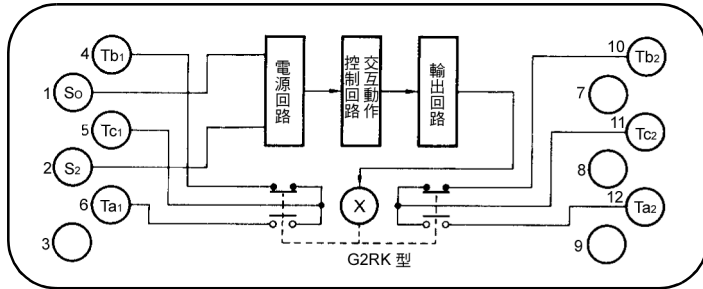 4 Tb1
1 S0
5 Tc1
2 S2
6 Ta1
3
電源回路
交互動作
控制回路
輸出回路
X
G2RK 型
10 Tb2
7
11 Tc2
8
12 Ta2
9